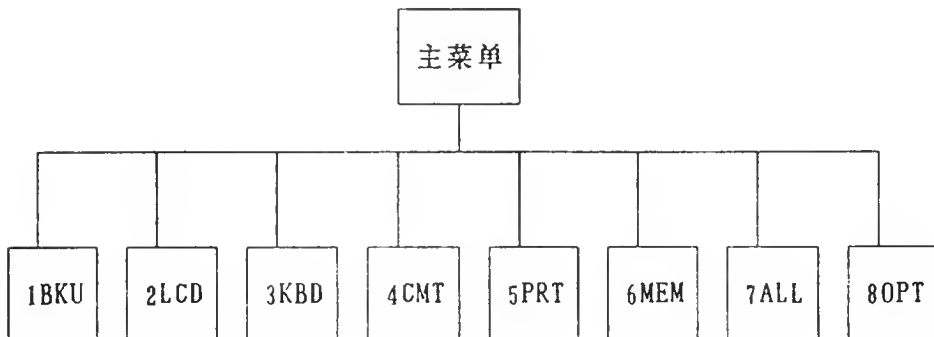 主菜单
1BKU
2LCD
3KBD
4CMT
5PRT
6MEM
7ALL
8OPT